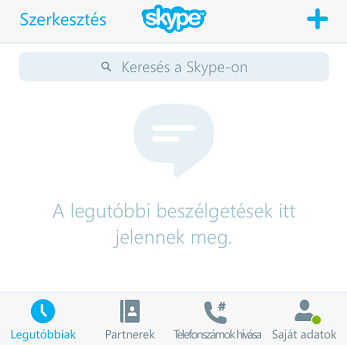 Szerkesztés
skype
Keresés a Skype-on
A legutóbbi beszélgetések itt
jelennek meg.
Legutóbbiak
Partnerek
Telefonszámok hívása
Saját adatok